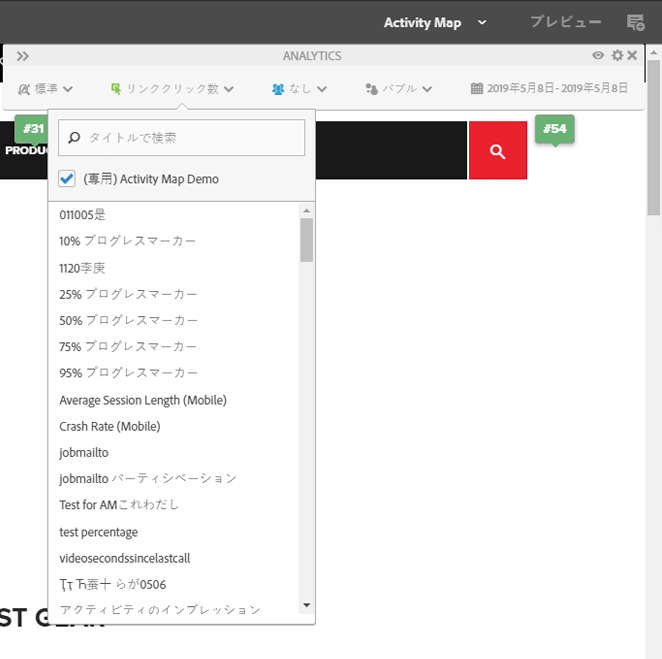 Activity Map
プレビュー
ANALYTICS
標準
リンククリック数
なし
バブル
2019年5月8日- 2019年5月8日
#31
#54
タイトルで検索
(専用) Activity Map Demo
011005是
10% プログレスマーカー
1120李庚
25% プログレスマーカー
50% プログレスマーカー
75% プログレスマーカー
95% プログレスマーカー
Average Session Length (Mobile)
Crash Rate (Mobile)
jobmailto
jobmailto パーティシペーション
Test for AMこれわだし
test percentage
videosecondssincelastcall
らが0506
アクティビティのインプレッション